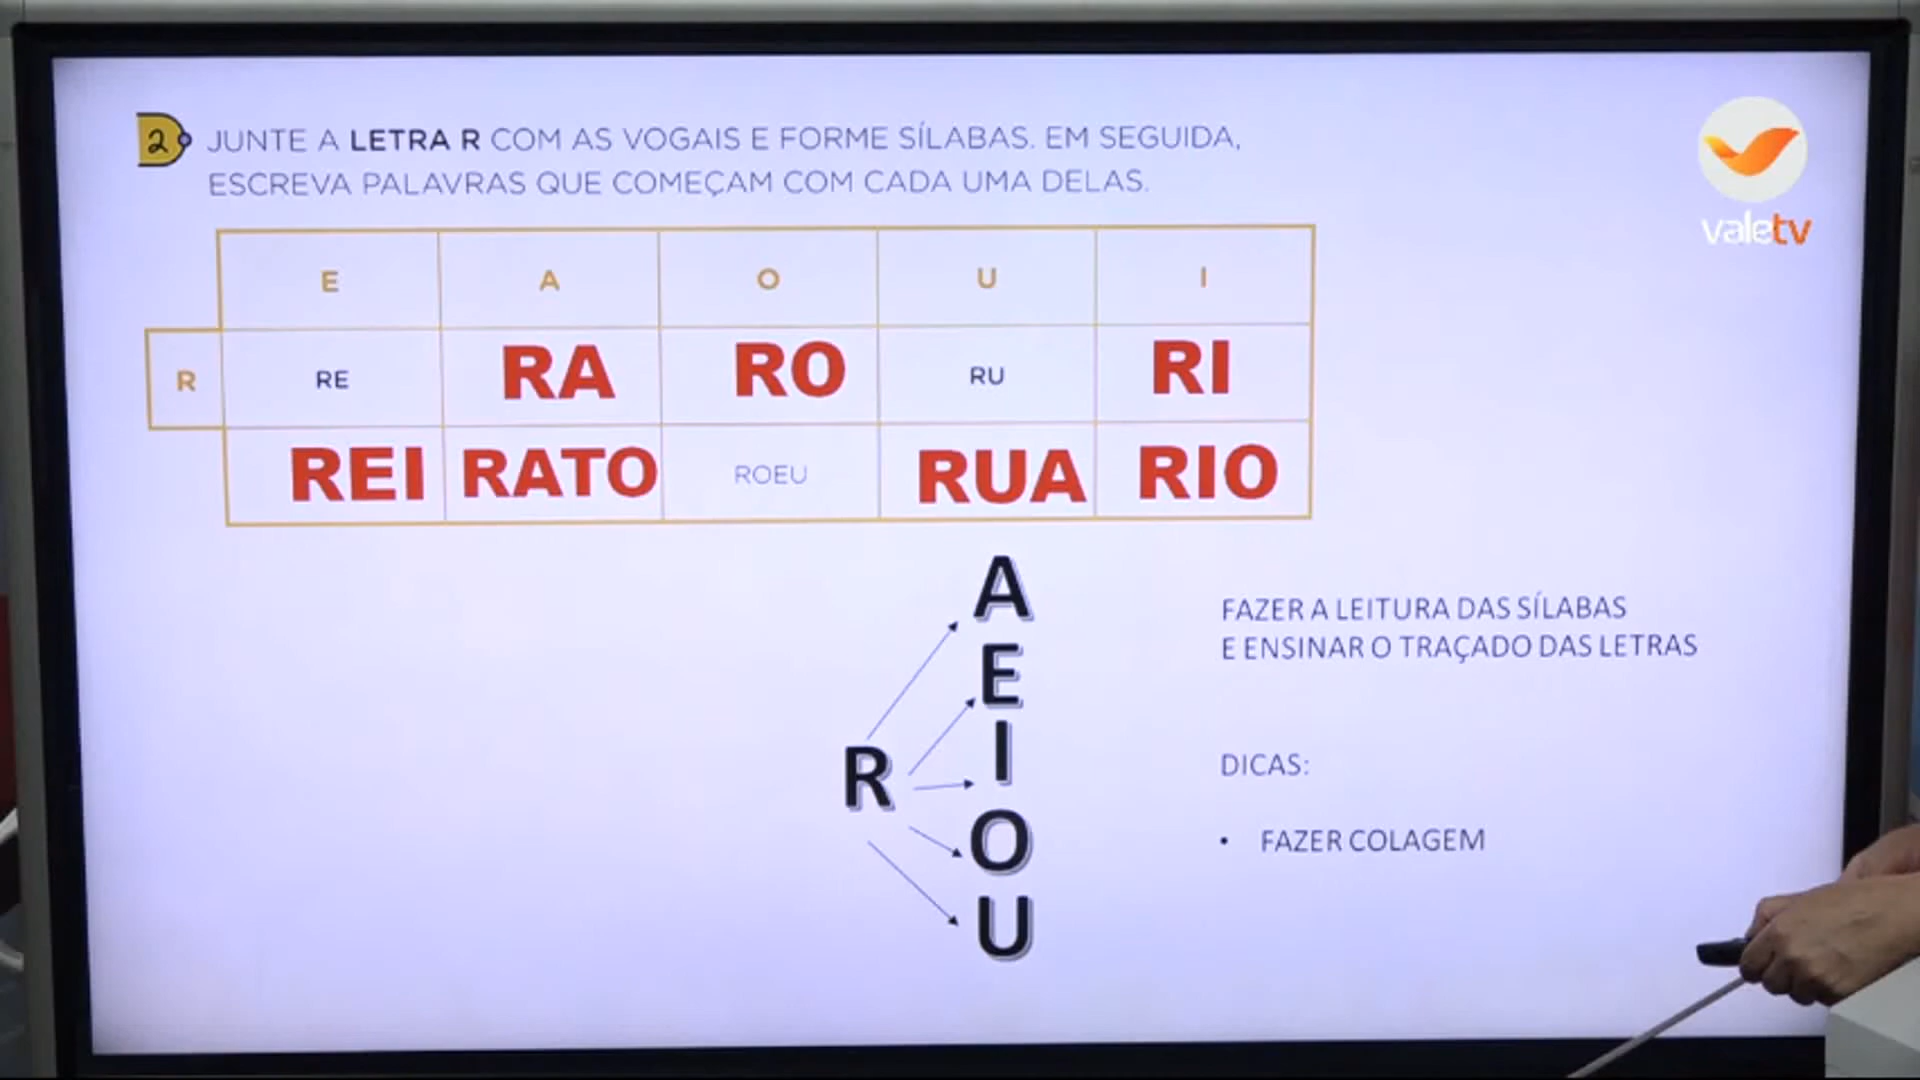 2 JUNTE A LETRA R COM AS VOGAIS E FORME SÍLABAS. EM SEGUIDA,
ESCREVA PALAVRAS QUE COMEÇAM COM CADA UMA DELAS.
valetv
E A O U I
R RE RA RO RU RI
REI RATO ROEU RUA RIO
A
E
I
R
O
U
FAZER A LEITURA DAS SÍLABAS
E ENSINAR O TRAÇADO DAS LETRAS
DICAS:
• FAZER COLAGEM